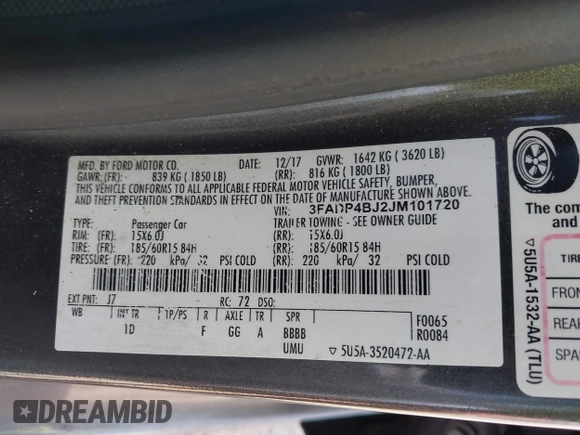 MFD. BY FORD MOTOR CO.
DATE: 12/17 GVWR: 1642 KG ( 3620 LB)
GAWR: (FR): 839 KG ( 1850 LB) (RR): 816 KG ( 1800 LB)
THIS VEHICLE CONFORMS TO ALL APPLICABLE FEDERAL MOTOR VEHICLE SAFETY, BUMPER,
AND THEFT PREVENTION STANDARDS IN EFFECT ON THE DATE OF MANUFACTURE SHOWN ABOVE.
VIN: 3FADP4BJ2JM101720
TYPE: Passenger Car TRAILER TOWING - SEE OWNER GUIDE
RIM: (FR): 15X6.0J (RR): 15X6.0J
TIRE: (FR): 185/60R15 84H (RR): 185/60R15 84H
PRESSURE: (FR): 220 kPa/ 32 PSI COLD (RR): 220 kPa/ 32 PSI COLD
EXT PNT: J7 RC: 72 DSO:
WB INT TR TP/PS R AXLE TR SPR F0065
1D F GG A BBBB R0084
UMU ▽ 5U5A-3520472-AA
The com
and
TIRE
FRON
REA
SPA
▽ 5U5A-1532-AA (TLU)
DREAMBID